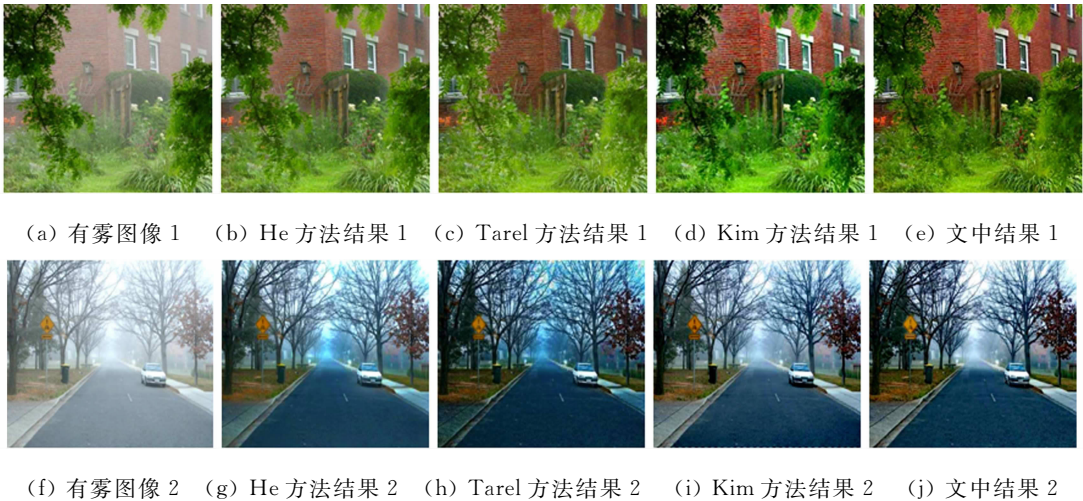 (a) 有雾图像 1 (b) He 方法结果 1 (c) Tarel 方法结果 1 (d) Kim 方法结果 1 (e) 文中结果 1
(f) 有雾图像 2 (g) He 方法结果 2 (h) Tarel 方法结果 2 (i) Kim 方法结果 2 (j) 文中结果 2